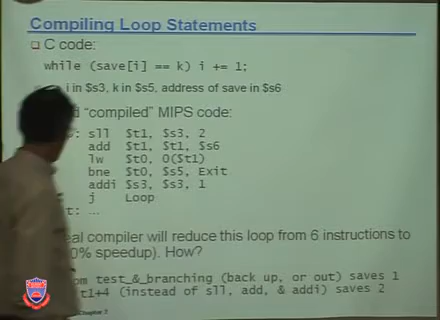 Compiling Loop Statements
C code:
while (save[i] == k) i += 1;
i in $s3, k in $s5, address of save in $s6
"compiled" MIPS code:
: sll $t1, $s3, 2
add $t1, $t1, $s6
lw $t0, 0($t1)
bne $t0, $s5, Exit
addi $s3, $s3, 1
j Loop
t: …
eal compiler will reduce this loop from 6 instructions to
0% speedup). How?
om test_&_branching (back up, or out) saves 1
t1+4 (instead of sll, add, & addi) saves 2